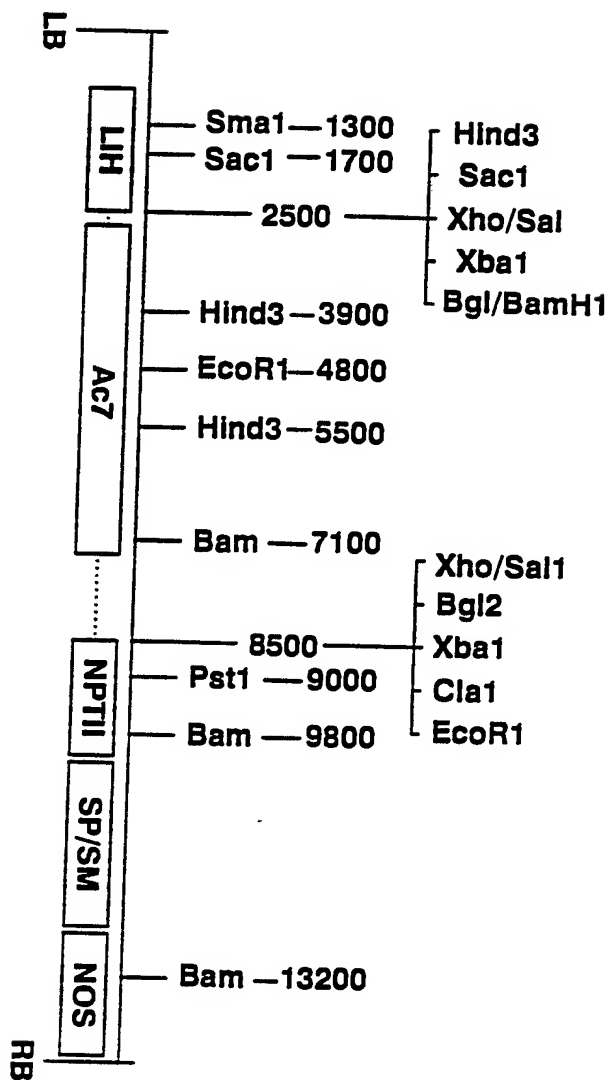 LB
LIH
Sma1—1300
Sac1 —1700
2500
Hind3
Sac1
Xho/Sal
Xba1
Bgl/BamH1
Ac7
Hind3—3900
EcoR1—4800
Hind3—5500
Bam —7100
8500
Xho/Sal1
Bgl2
Xba1
Cla1
EcoR1
NPTII
Pst1 —9000
Bam —9800
SP/SM
NOS
Bam —13200
RB